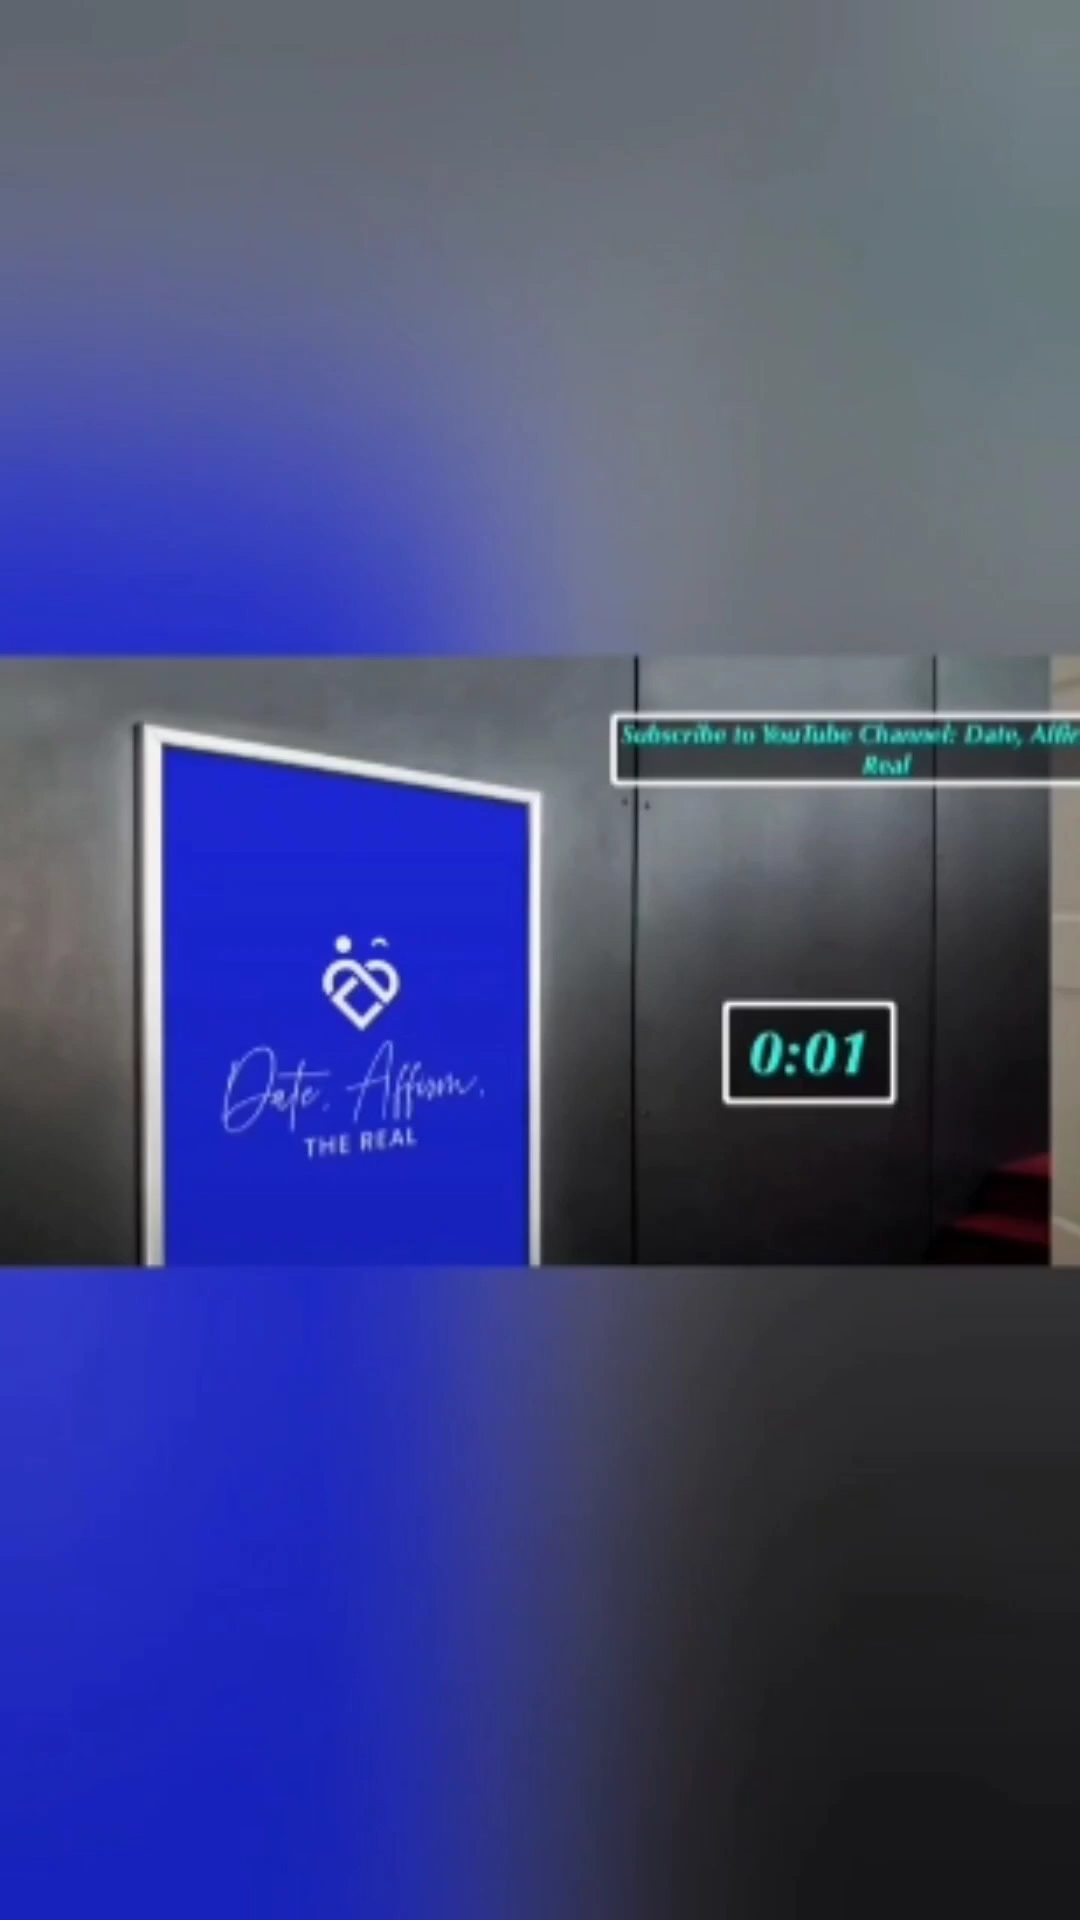 Subscribe to YouTube Channel: Date,
Real
Date. Affirm.
THE REAL
0:01